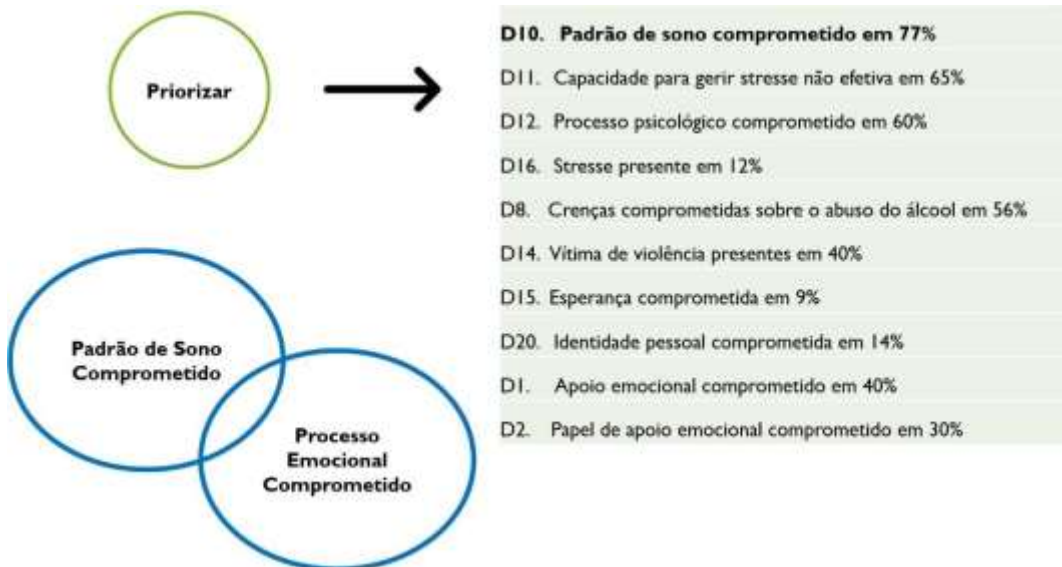 Priorizar
D10. Padrão de sono comprometido em 77%
D11. Capacidade para gerir stresse não efetiva em 65%
D12. Processo psicológico comprometido em 60%
D16. Stresse presente em 12%
D8. Crenças comprometidas sobre o abuso do álcool em 56%
D14. Vítima de violência presentes em 40%
D15. Esperança comprometida em 9%
D20. Identidade pessoal comprometida em 14%
D1. Apoio emocional comprometido em 40%
D2. Papel de apoio emocional comprometido em 30%
Padrão de Sono
Comprometido
Processo
Emocional
Comprometido